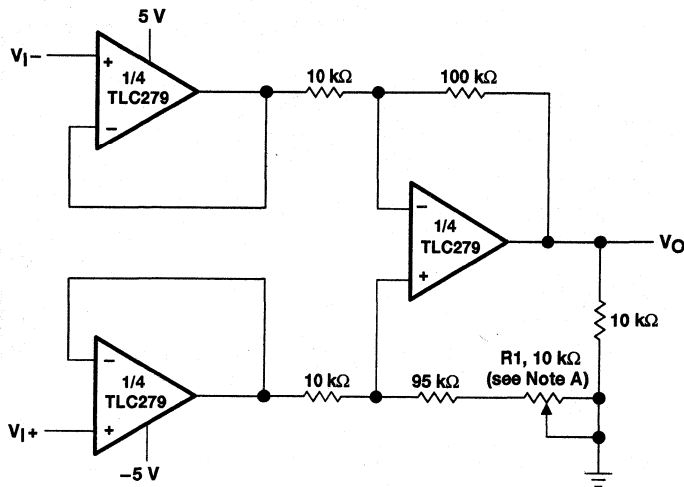 5 V
VI−
+
1/4
TLC279
−
10 kΩ
100 kΩ
−
1/4
TLC279
+
VO
10 kΩ
R1, 10 kΩ
(see Note A)
−
1/4
TLC279
+
VI+
−5 V
10 kΩ
95 kΩ